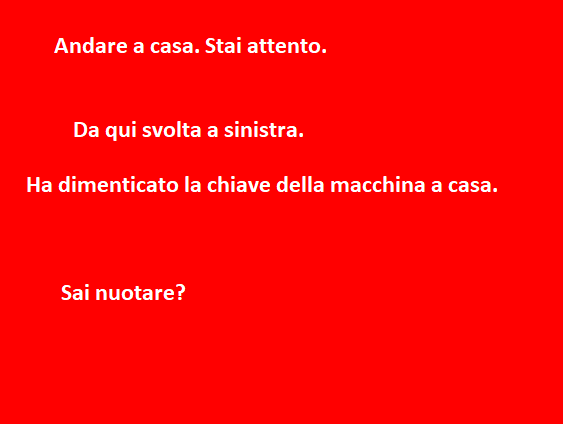 Andare a casa. Stai attento.
Da qui svolta a sinistra.
Ha dimenticato la chiave della macchina a casa.
Sai nuotare?